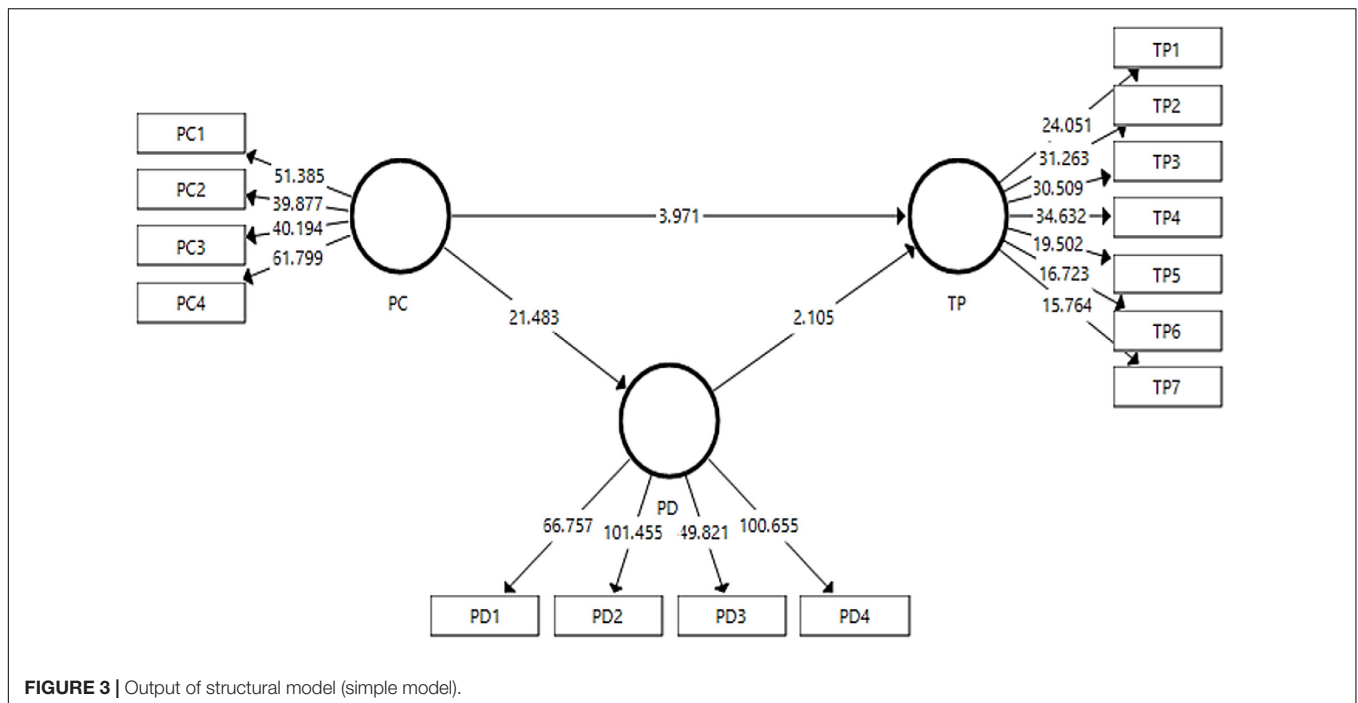 TP1
TP2
TP3
TP4
TP5
TP6
TP7
24.051
31.263
30.509
34.632
19.502
16.723
15.764
PC1
PC2
PC3
PC4
51.385
39.877
40.194
61.799
PC
3.971
TP
21.483
2.105
PD
66.757
101.455
49.821
100.655
PD1
PD2
PD3
PD4
FIGURE 3 | Output of structural model (simple model).